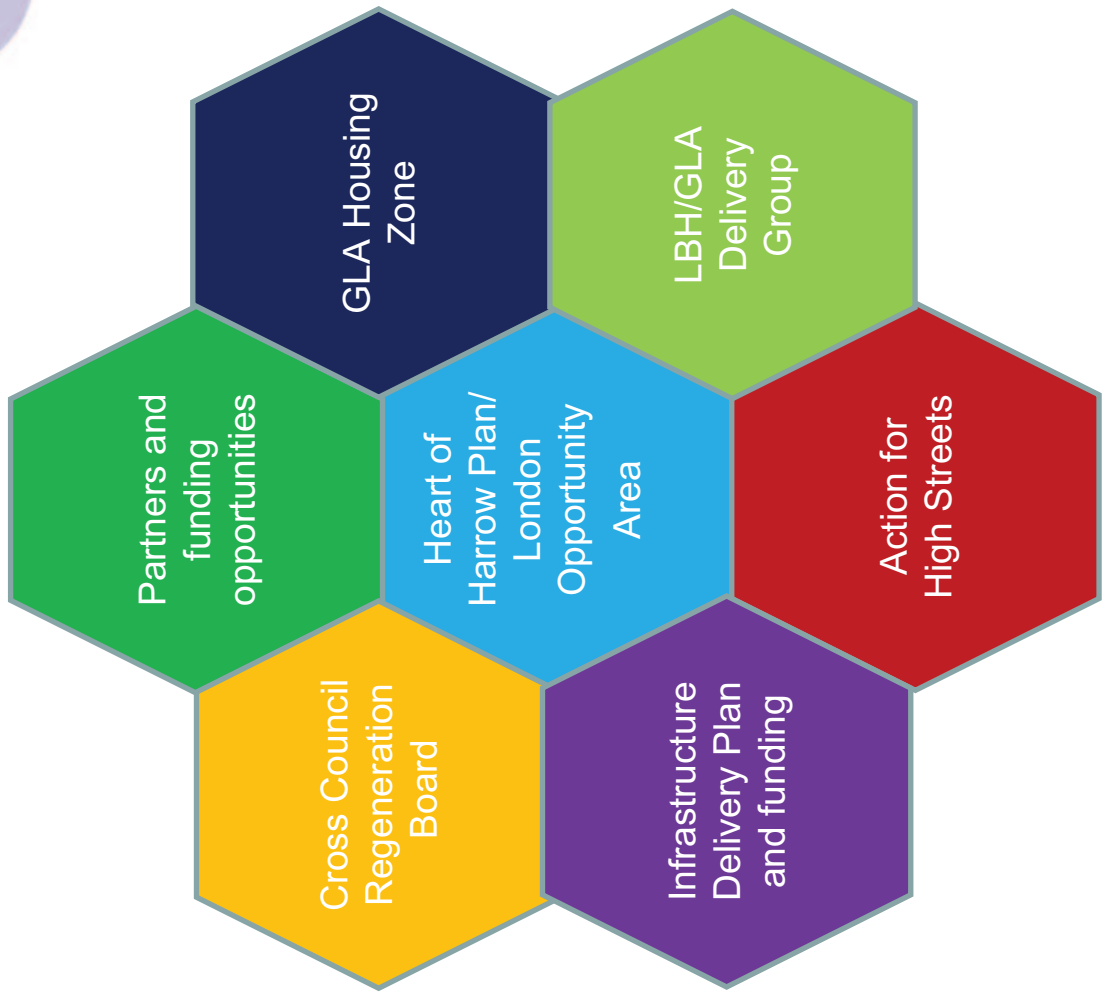 Partners and
funding
opportunities
Cross Council
Regeneration
Board
GLA Housing
Zone
Heart of
Harrow Plan/
London
Opportunity
Area
Infrastructure
Delivery Plan
and funding
LBH/GLA
Delivery
Group
Action for
High Streets